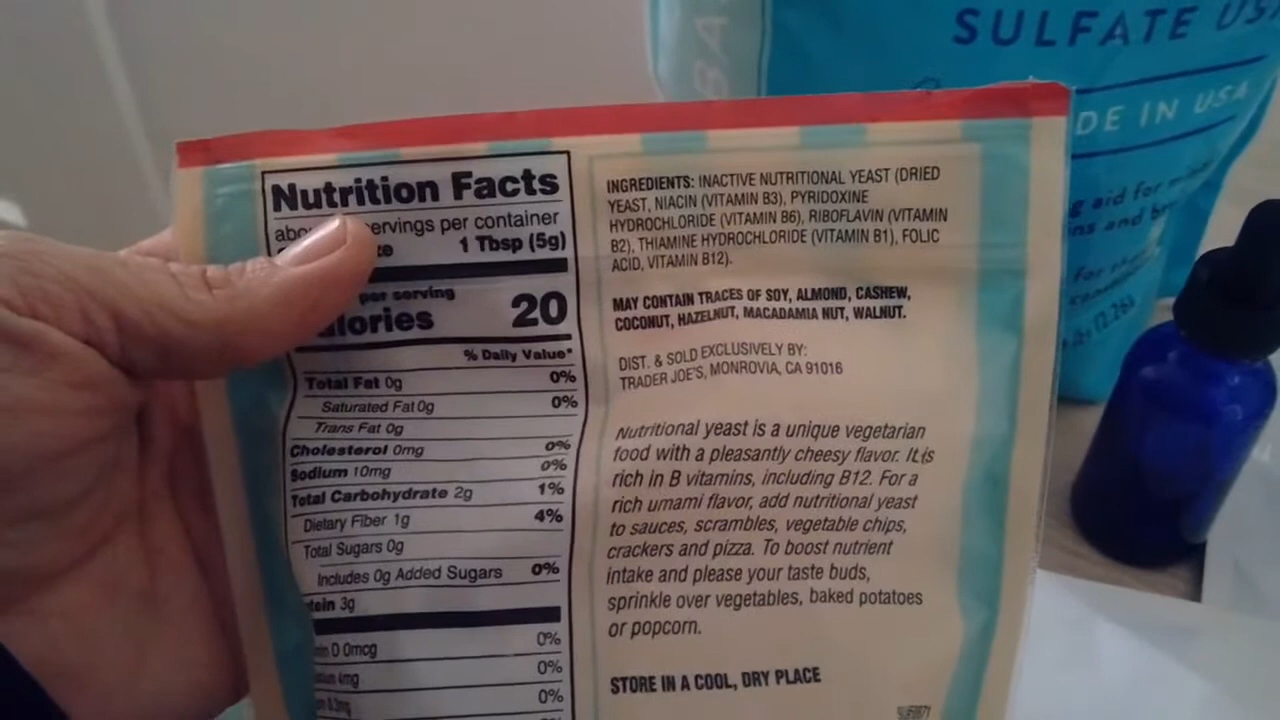 SULFATE US
DE IN USA
BA
Nutrition Facts
servings per container
1 Tbsp (5g)
per serving
20
% Daily Value*
Total Fat 0g 0%
Saturated Fat 0g 0%
Trans Fat 0g
Cholesterol 0mg 0%
Sodium 10mg 0%
Total Carbohydrate 2g 1%
Dietary Fiber 1g 4%
Total Sugars 0g
Includes 0g Added Sugars 0%
tein 3g
D 0mcg 0%
4mg 0%
0%
INGREDIENTS: INACTIVE NUTRITIONAL YEAST (DRIED
YEAST, NIACIN (VITAMIN B3), PYRIDOXINE
HYDROCHLORIDE (VITAMIN B6), RIBOFLAVIN (VITAMIN
B2), THIAMINE HYDROCHLORIDE (VITAMIN B1), FOLIC
ACID, VITAMIN B12).
MAY CONTAIN TRACES OF SOY, ALMOND, CASHEW,
COCONUT, HAZELNUT, MACADAMIA NUT, WALNUT.
DIST. & SOLD EXCLUSIVELY BY:
TRADER JOE'S, MONROVIA, CA 91016
Nutritional yeast is a unique vegetarian
food with a pleasantly cheesy flavor. It is
rich in B vitamins, including B12. For a
rich umami flavor, add nutritional yeast
to sauces, scrambles, vegetable chips,
crackers and pizza. To boost nutrient
intake and please your taste buds,
sprinkle over vegetables, baked potatoes
or popcorn.
STORE IN A COOL, DRY PLACE